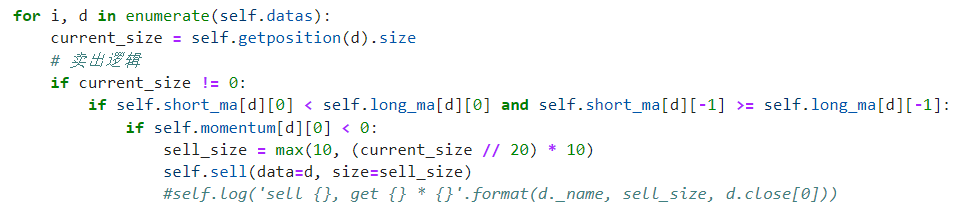 for i, d in enumerate(self.datas):
    current_size = self.getposition(d).size
    # 卖出逻辑
    if current_size != 0:
        if self.short_ma[d][0] < self.long_ma[d][0] and self.short_ma[d][-1] >= self.long_ma[d][-1]:
            if self.momentum[d][0] < 0:
                sell_size = max(10, (current_size // 20) * 10)
                self.sell(data=d, size=sell_size)
                #self.log('sell {}, get {} * {}'.format(d._name, sell_size, d.close[0]))